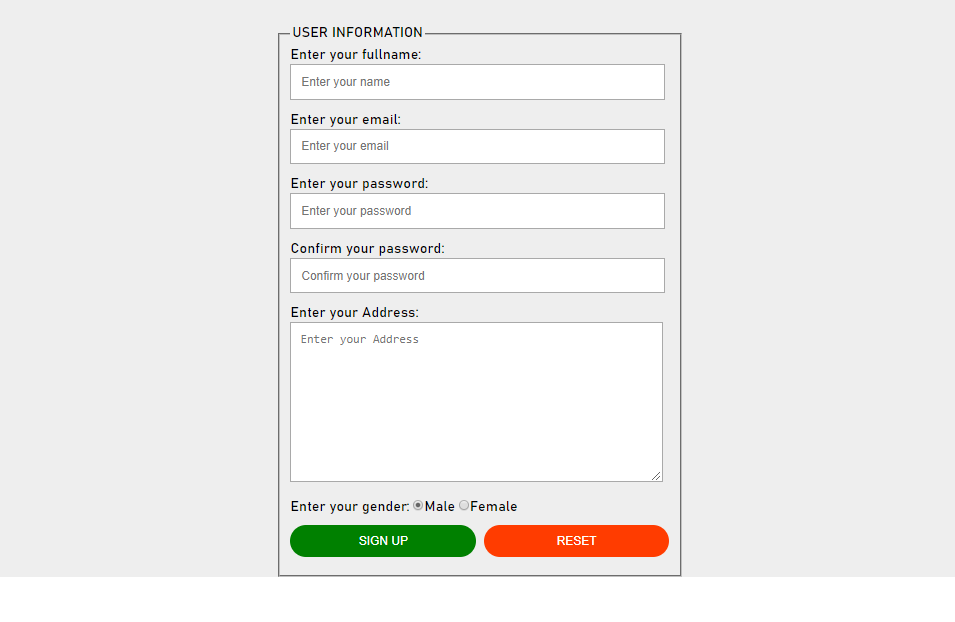 USER INFORMATION
Enter your fullname:
Enter your name
Enter your email:
Enter your email
Enter your password:
Enter your password
Confirm your password:
Confirm your password
Enter your Address:
Enter your Address
Enter your gender: Male Female
SIGN UP RESET